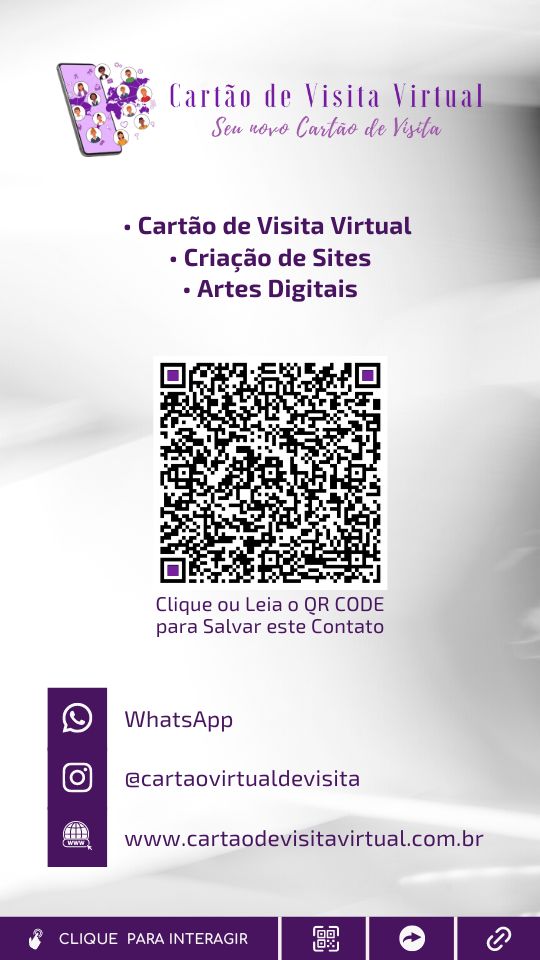 Cartão de Visita Virtual
Seu novo Cartão de Visita
• Cartão de Visita Virtual
• Criação de Sites
• Artes Digitais
Clique ou Leia o QR CODE
para Salvar este Contato
WhatsApp
@cartaovirtualdevisita
www.cartaodevisitavirtual.com.br
WWW
CLIQUE PARA INTERAGIR